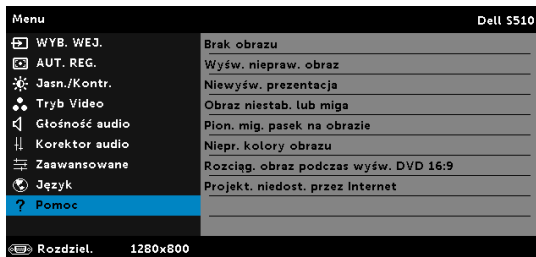 Menu Dell S510
WYB. WEJ.
AUT. REG.
Jasn./Kontr.
Tryb Video
Głośność audio
Korektor audio
Zaawansowane
Język
? Pomoc
Brak obrazu
Wyśw. niepraw. obraz
Niewyśw. prezentacja
Obraz niestab. lub miga
Pion. mig. pasek na obrazie
Niepr. kolory obrazu
Rozciąg. obraz podczas wyśw. DVD 16:9
Projekt. niedost. przez Internet
Rozdziel. 1280x800